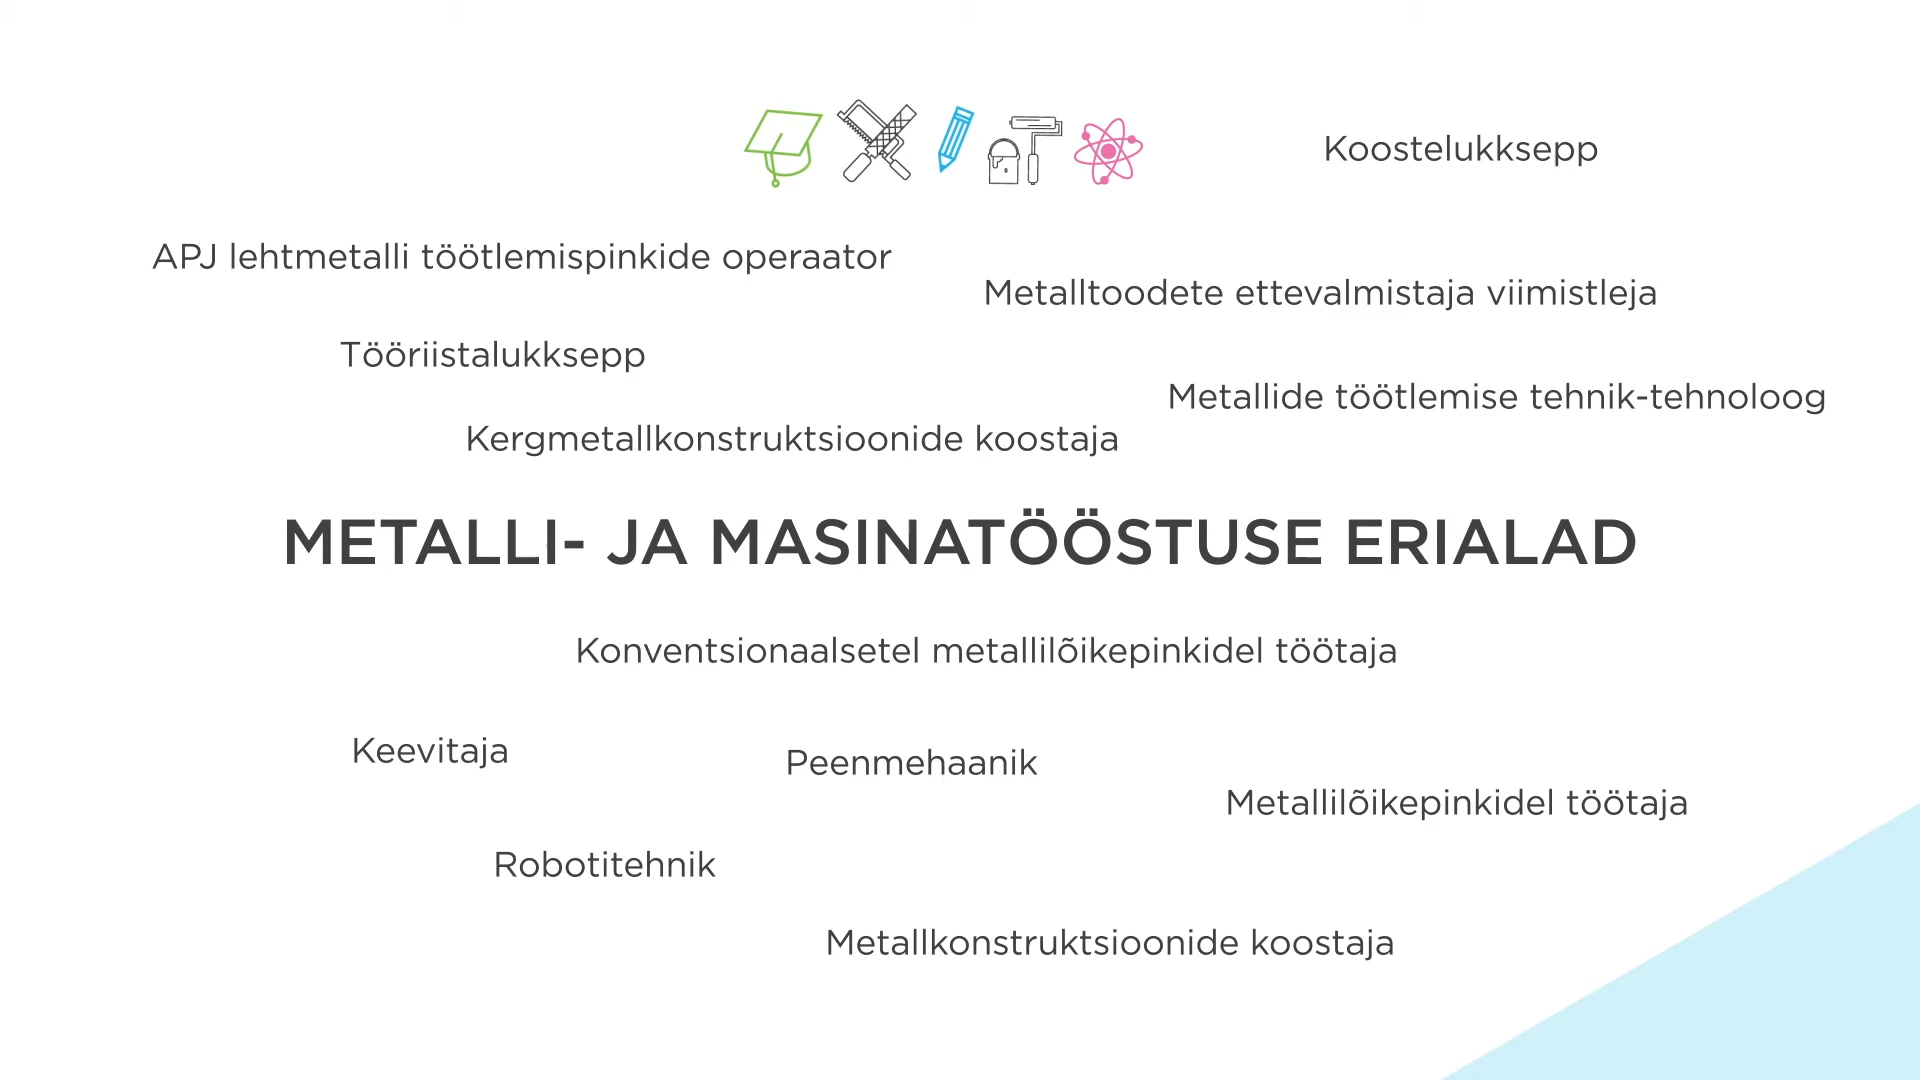 Koostelukksepp
APJ lehtmetalli töötlemispinkide operaator
Metalltoodete ettevalmistaja viimistleja
Tööriistalukksepp
Metallide töötlemise tehnik-tehnoloog
Kergmetallkonstruktsioonide koostaja
METALLI- JA MASINATÖÖSTUSE ERIALAD
Konventsionaalsetel metallilõikepinkidel töötaja
Keevitaja
Peenmehaanik
Metallilõikepinkidel töötaja
Robotitehnik
Metallkonstruktsioonide koostaja